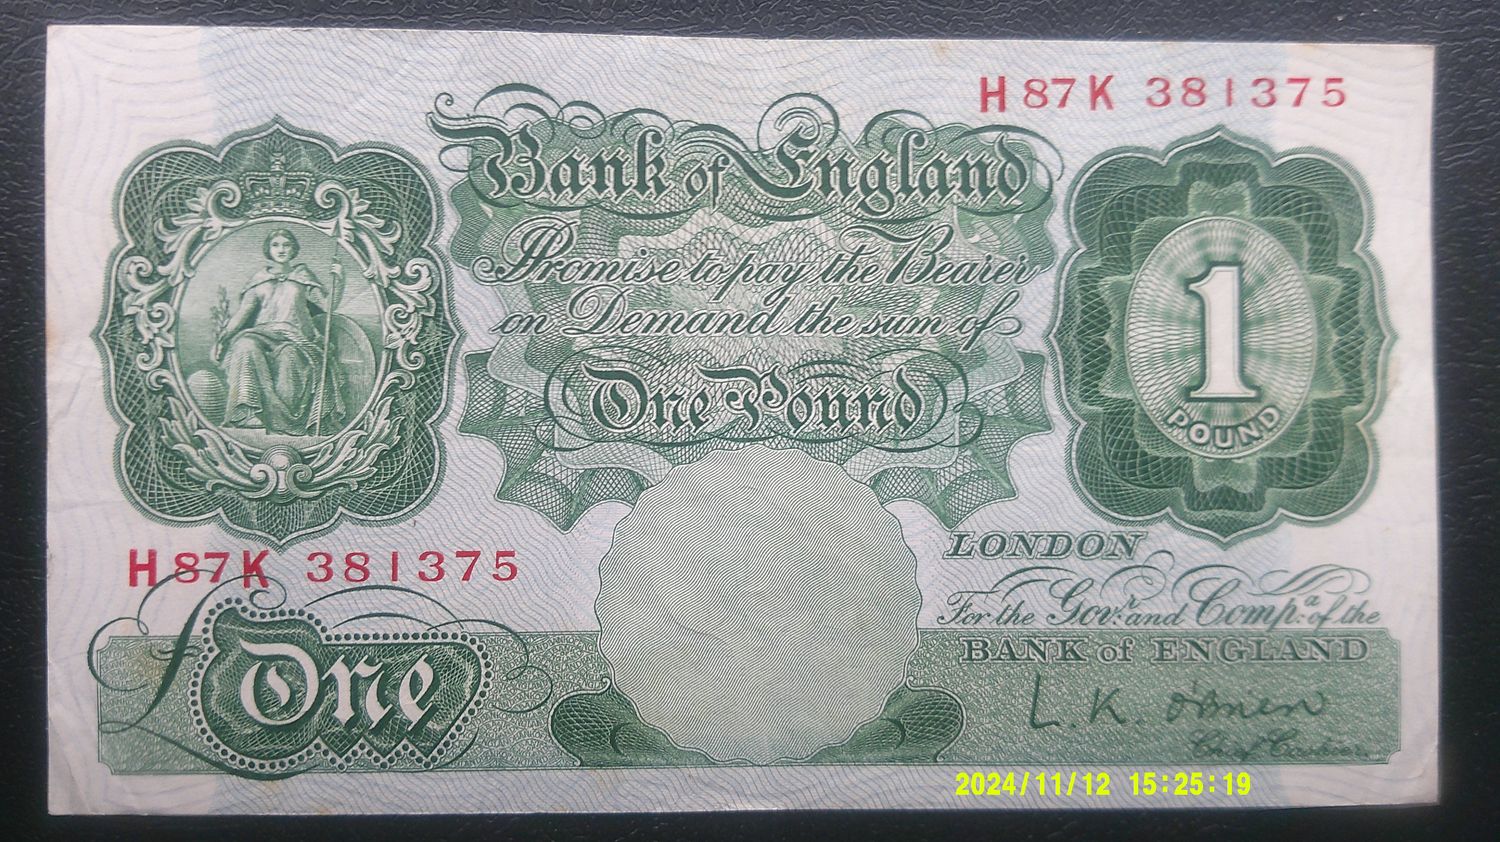 H87K 381375
Bank of England
Promise to pay the Bearer
on Demand the sum of
One Pound
1
POUND
H87K 381375
£One
LONDON
For the Govr. and Compa. of the
BANK of ENGLAND
L. K. O'Brien
Chief Cashier.
2024/11/12 15:25:19